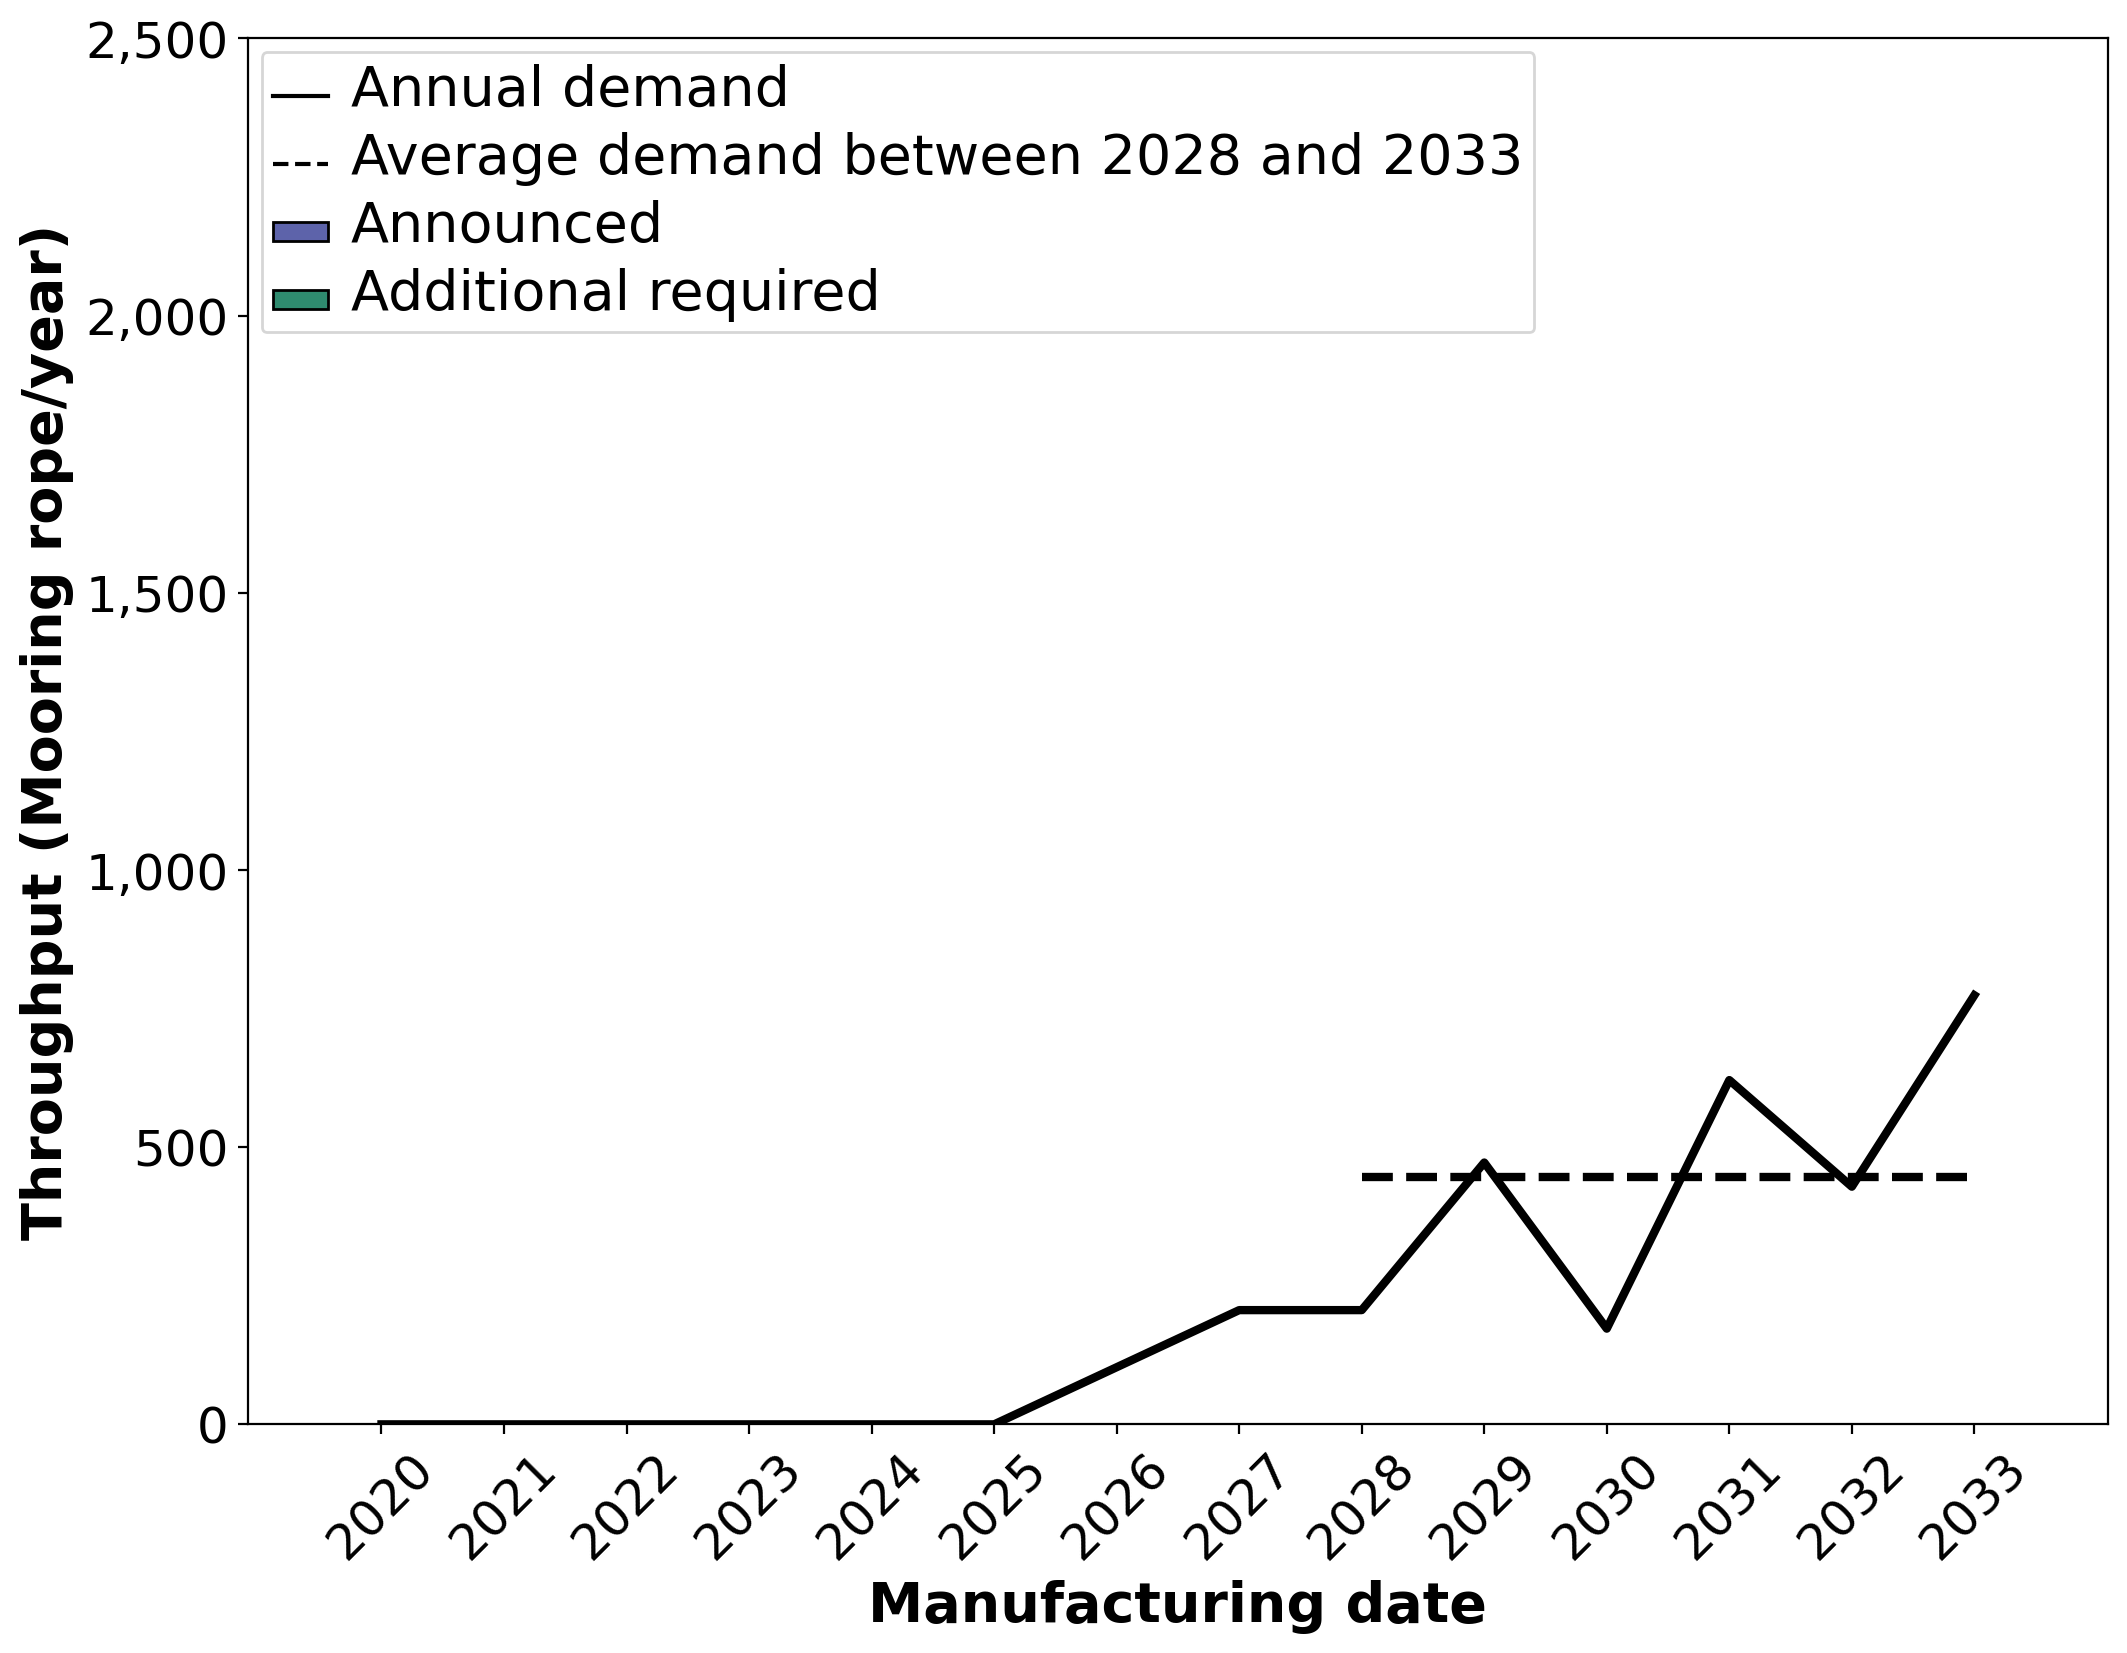 Throughput (Mooring rope/year)
2,500
2,000
1,500
1,000
500
0
Annual demand
Average demand between 2028 and 2033
Announced
Additional required
2020 2021 2022 2023 2024 2025 2026 2027 2028 2029 2030 2031 2032 2033
Manufacturing date